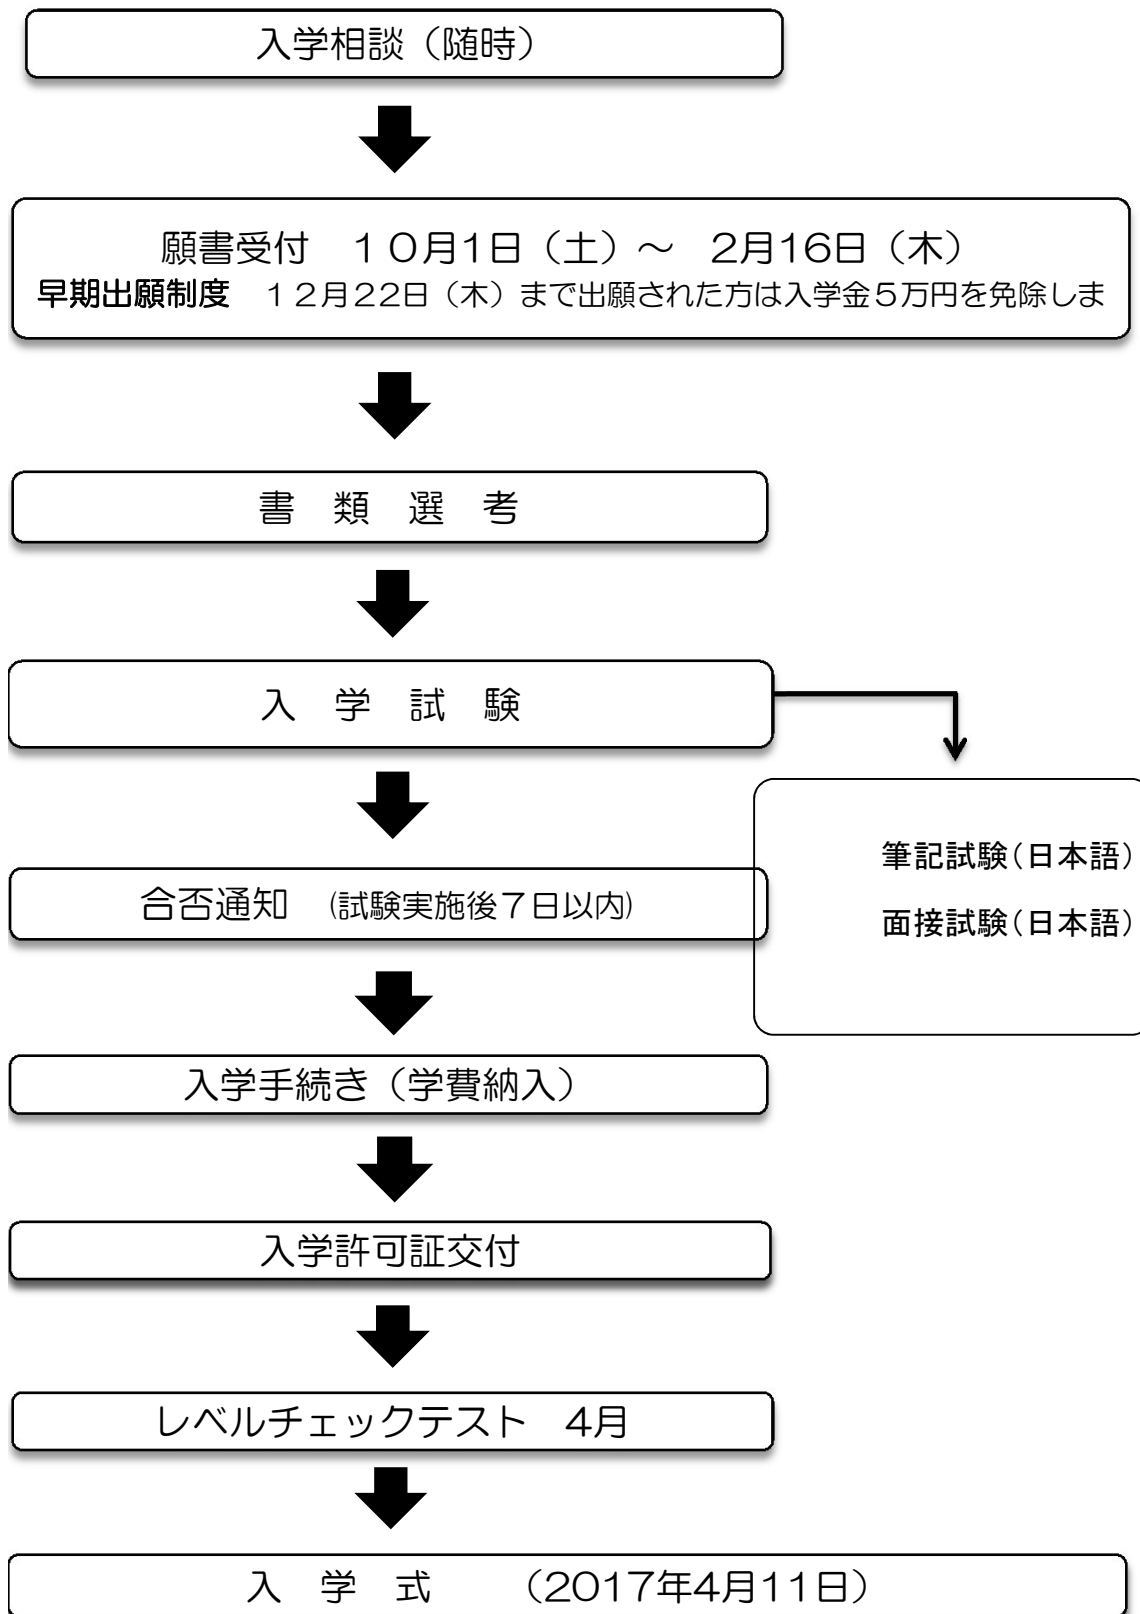 入学相談（随時）
願書受付　１０月1日（土）～　2月16日（木）
早期出願制度　１２月22日（木）まで出願された方は入学金５万円を免除しま
書　類　選　考
入　学　試　験
筆記試験（日本語）
合否通知　（試験実施後７日以内）
面接試験（日本語）
入学手続き（学費納入）
入学許可証交付
レベルチェックテスト　4月
入　学　式　　（2017年4月11日）